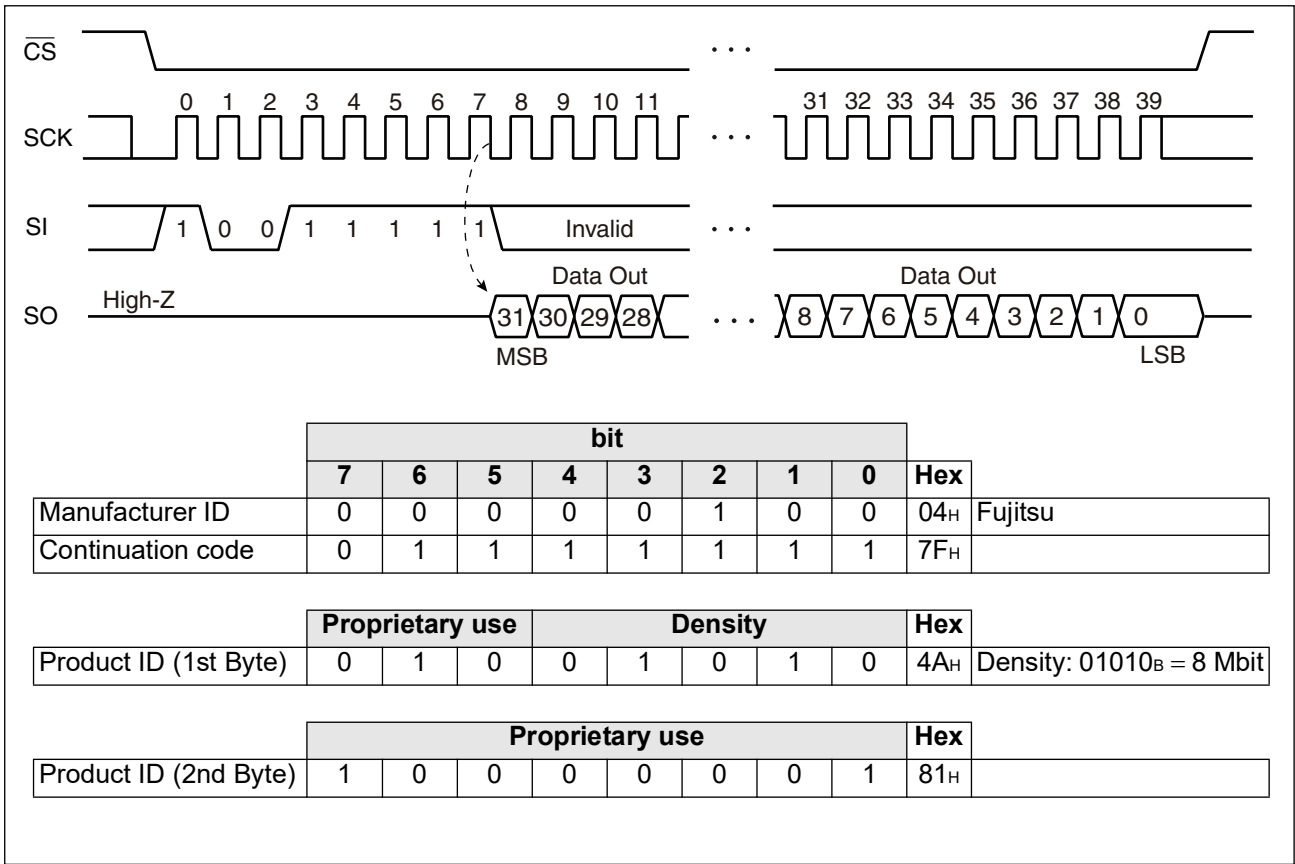 CS
· · ·
0 1 2 3 4 5 6 7 8 9 10 11 31 32 33 34 35 36 37 38 39
SCK · · ·
SI 1 0 0 1 1 1 1 1 Invalid · · ·
Data Out Data Out
High-Z
SO 31 30 29 28 · · · 8 7 6 5 4 3 2 1 0
MSB LSB
bit
7 6 5 4 3 2 1 0 Hex
Manufacturer ID 0 0 0 0 0 1 0 0 04H Fujitsu
Continuation code 0 1 1 1 1 1 1 1 7FH
Proprietary use Density Hex
Product ID (1st Byte) 0 1 0 0 1 0 1 0 4AH Density: 01010B = 8 Mbit
Proprietary use Hex
Product ID (2nd Byte) 1 0 0 0 0 0 0 1 81H